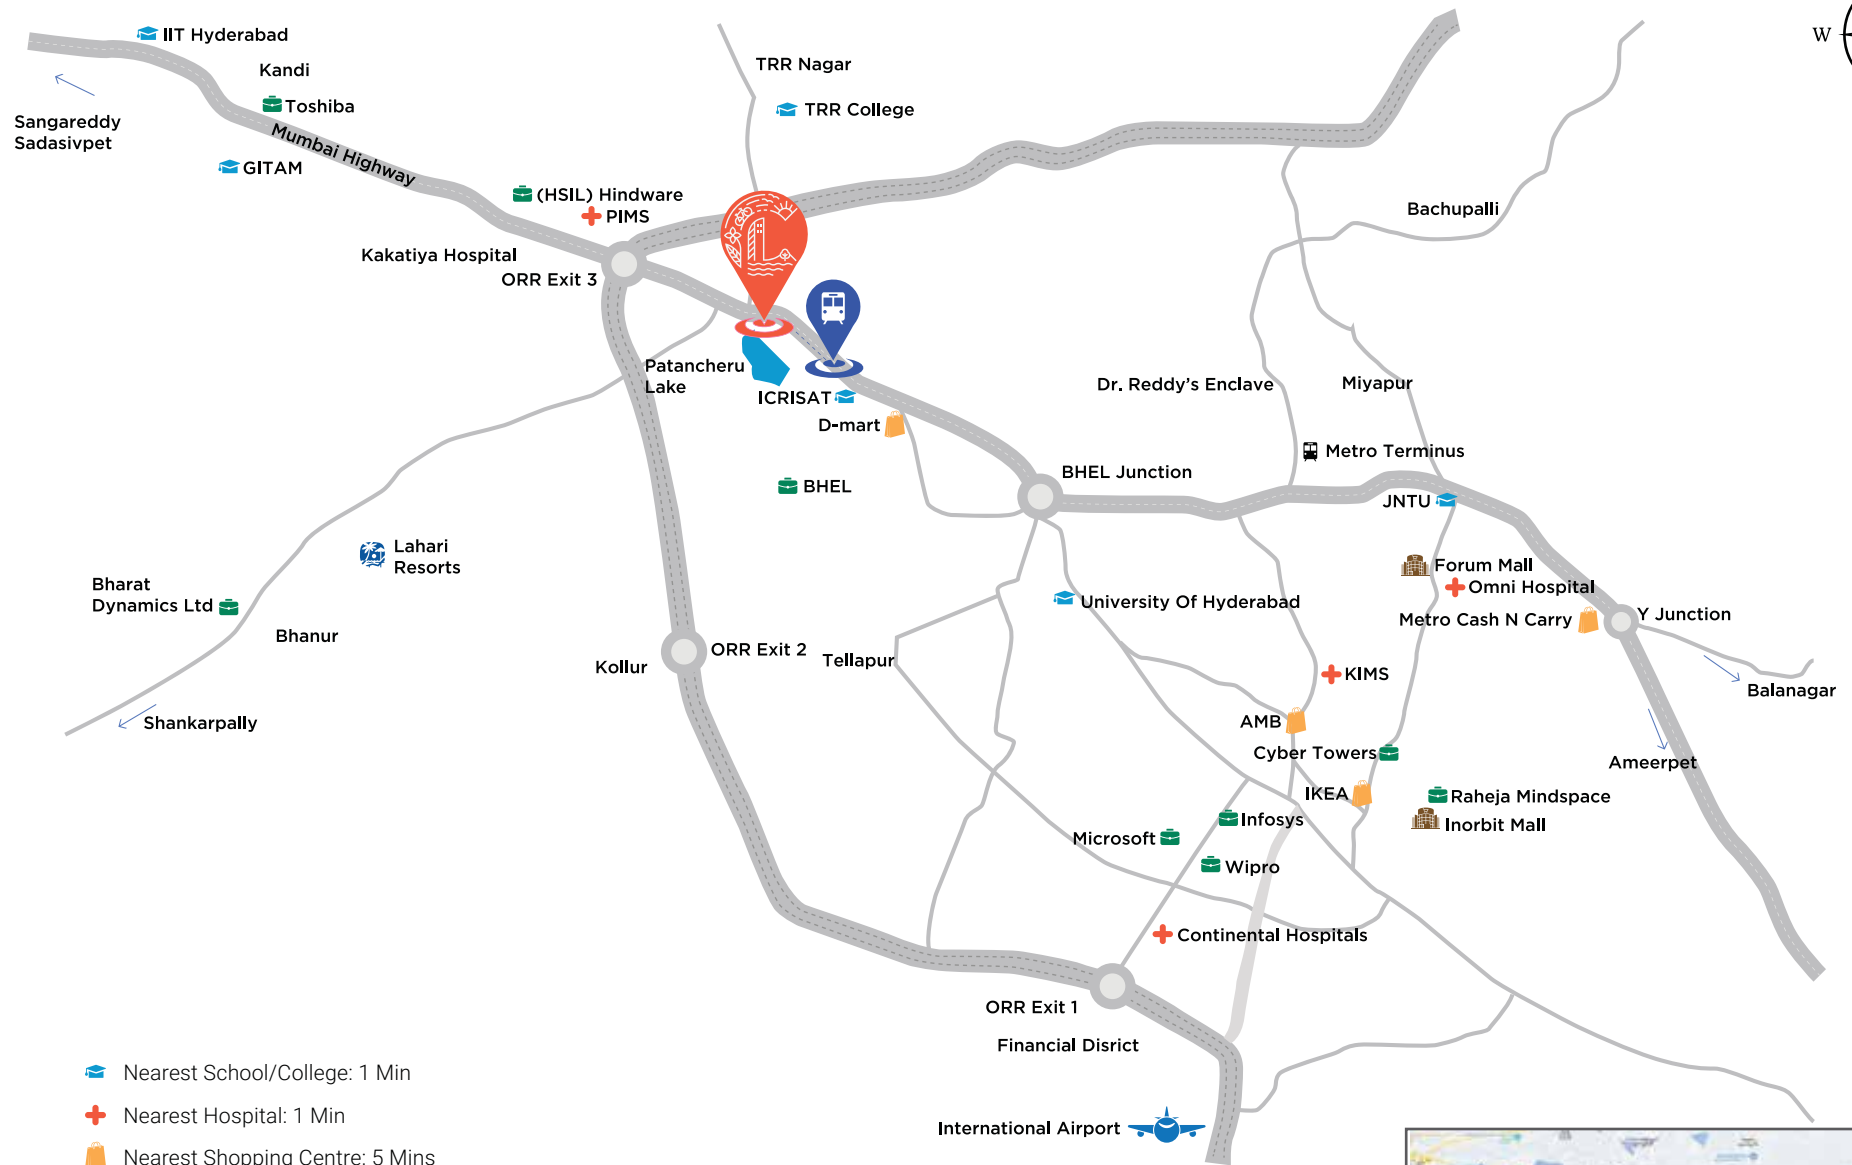 IIT Hyderabad
W
Kandi
TRR Nagar
Toshiba
TRR College
Sangareddy
Sadasivpet
Mumbai Highway
GITAM
(HSIL) Hindware
PIMS
Bachupalli
Kakatiya Hospital
ORR Exit 3
Patancheru
Lake
ICRISAT
Dr. Reddy's Enclave
Miyapur
D-mart
Metro Terminus
BHEL Junction
BHEL
JNTU
Lahari
Resorts
Forum Mall
Omni Hospital
Bharat
Dynamics Ltd
University Of Hyderabad
Metro Cash N Carry
Y Junction
Bhanur
ORR Exit 2
Tellapur
Kollur
KIMS
Balanagar
Shankarpally
AMB
Cyber Towers
Ameerpet
IKEA
Raheja Mindspace
Infosys
Inorbit Mall
Microsoft
Wipro
Continental Hospitals
ORR Exit 1
Financial Disrict
International Airport
Nearest School/College: 1 Min
Nearest Hospital: 1 Min
Nearest Shopping Centre: 5 Mins